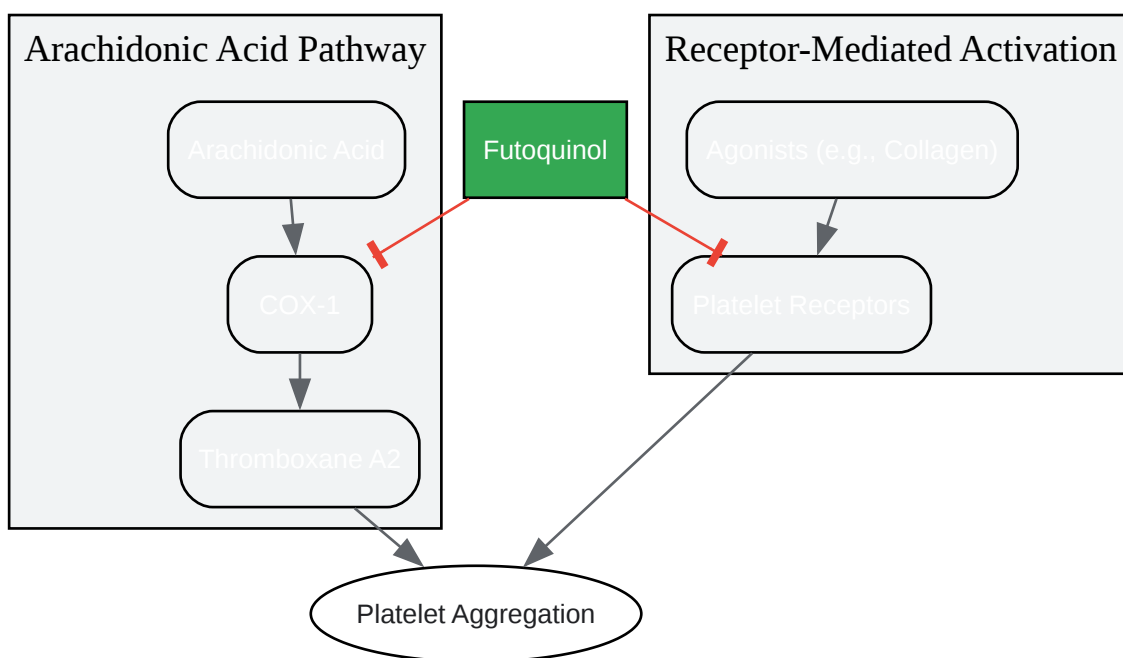 Arachidonic Acid Pathway
Receptor-Mediated Activation
Arachidonic Acid
Futoquinol
Agonists (e.g., Collagen)
COX-1
Platelet Receptors
Thromboxane A2
Platelet Aggregation